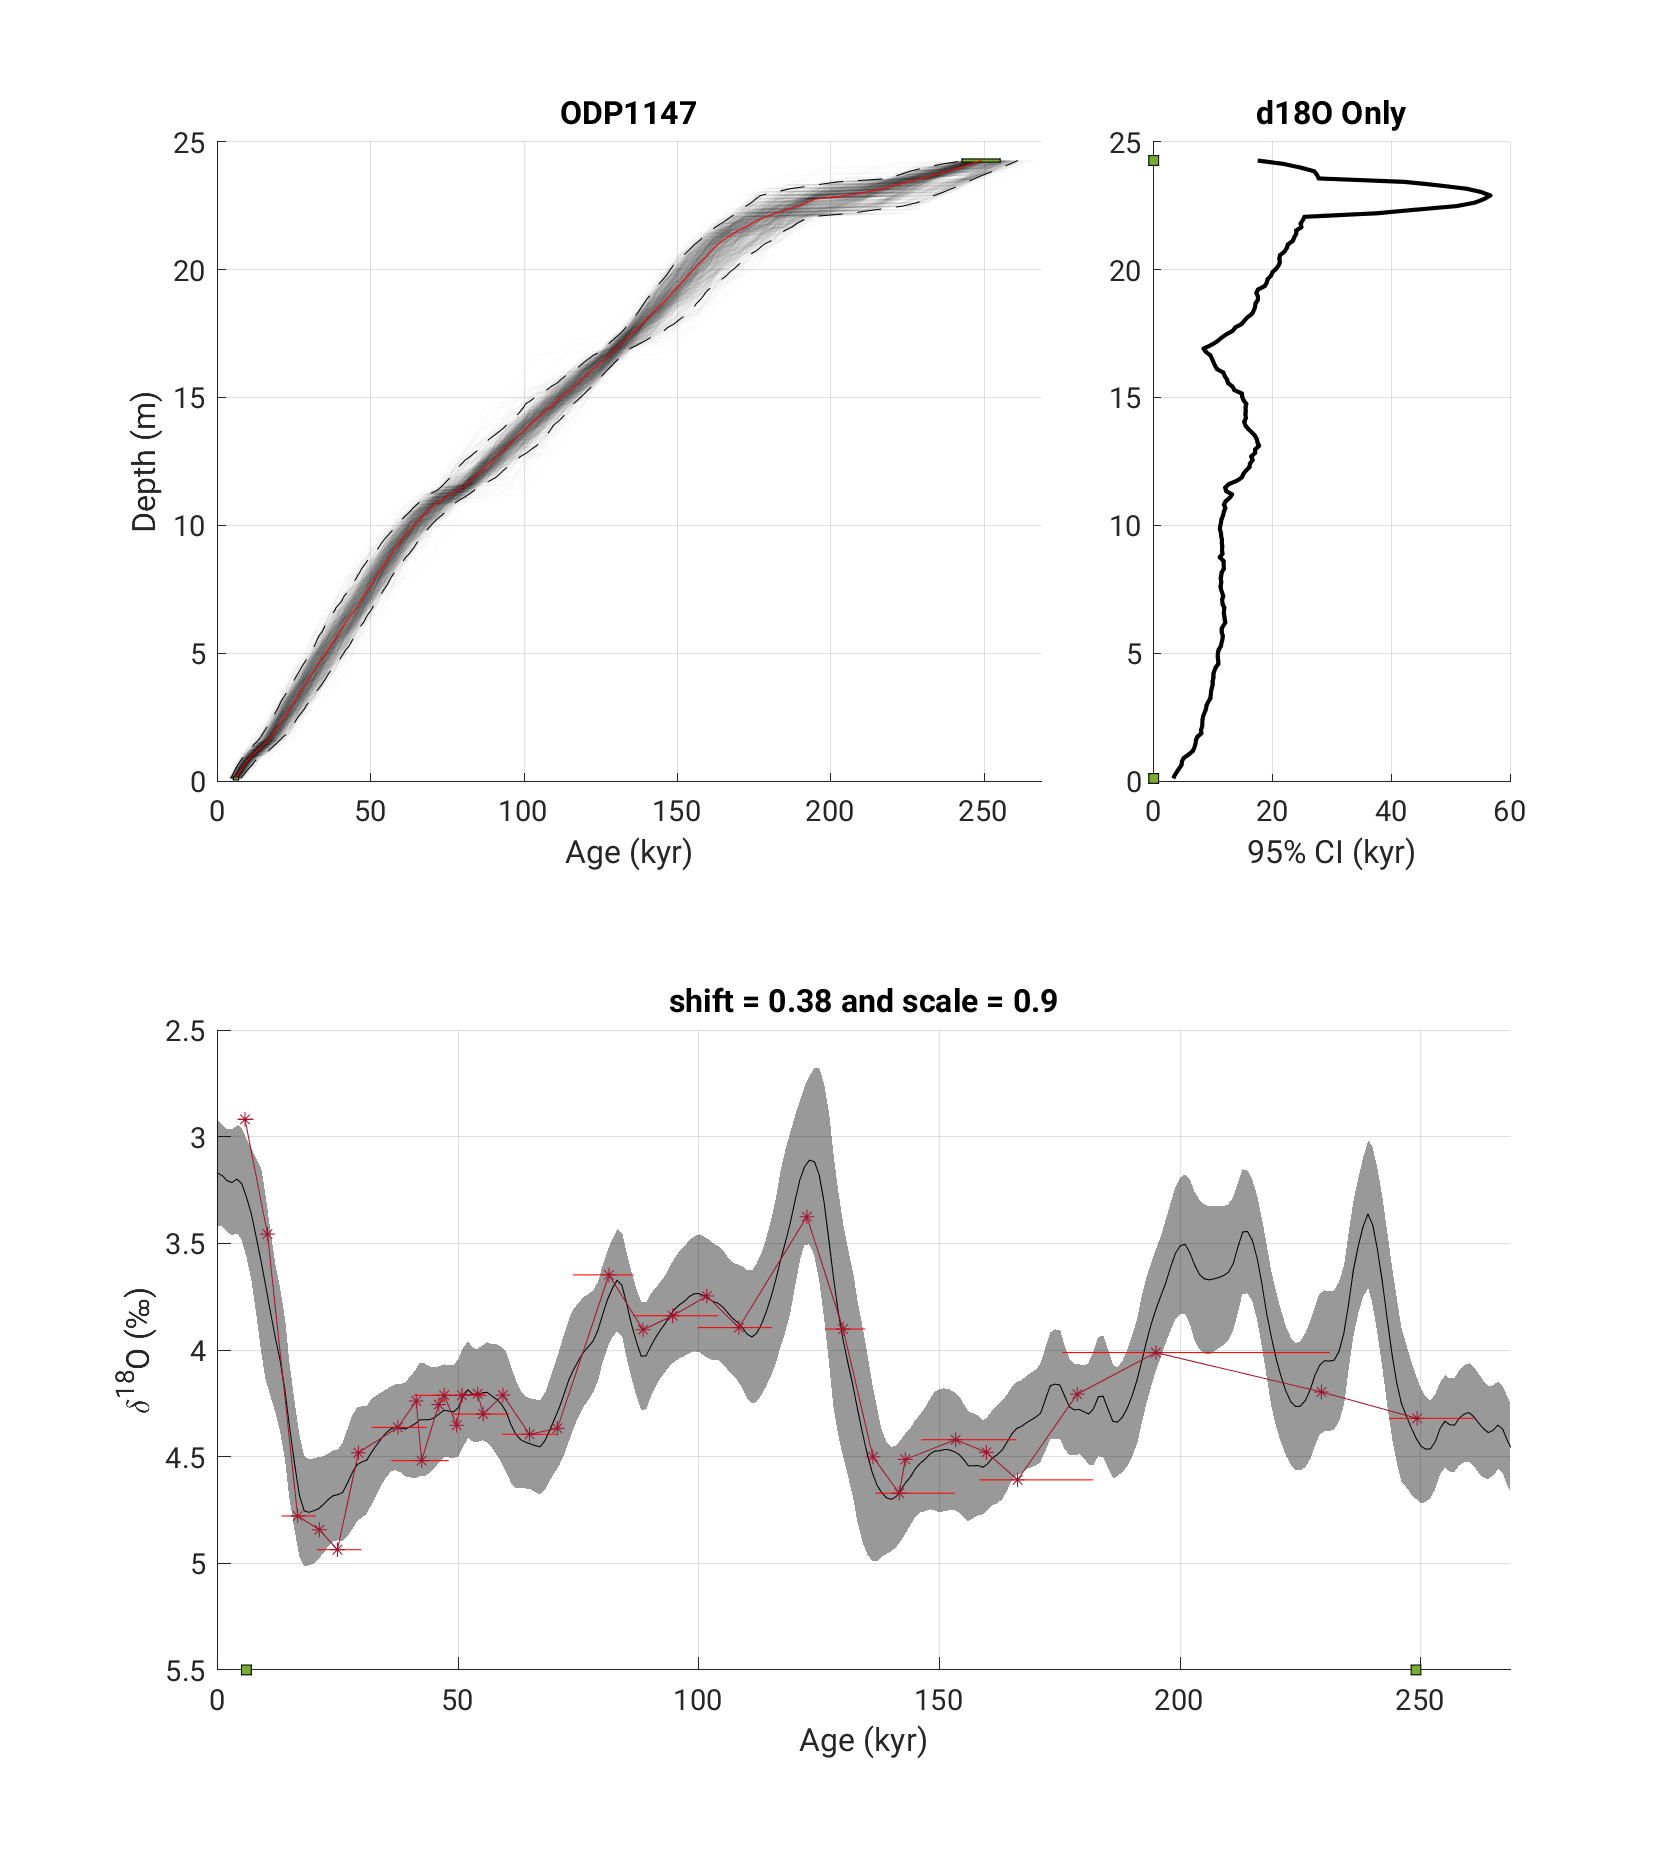 ODP1147
d18O Only
25
20
15
10
5
0
Depth (m)
0 50 100 150 200 250
Age (kyr)
25
20
15
10
5
0
0 20 40 60
95% CI (kyr)
shift = 0.38 and scale = 0.9
2.5
3
3.5
4
4.5
5
5.5
δ18O (‰)
0 50 100 150 200 250
Age (kyr)